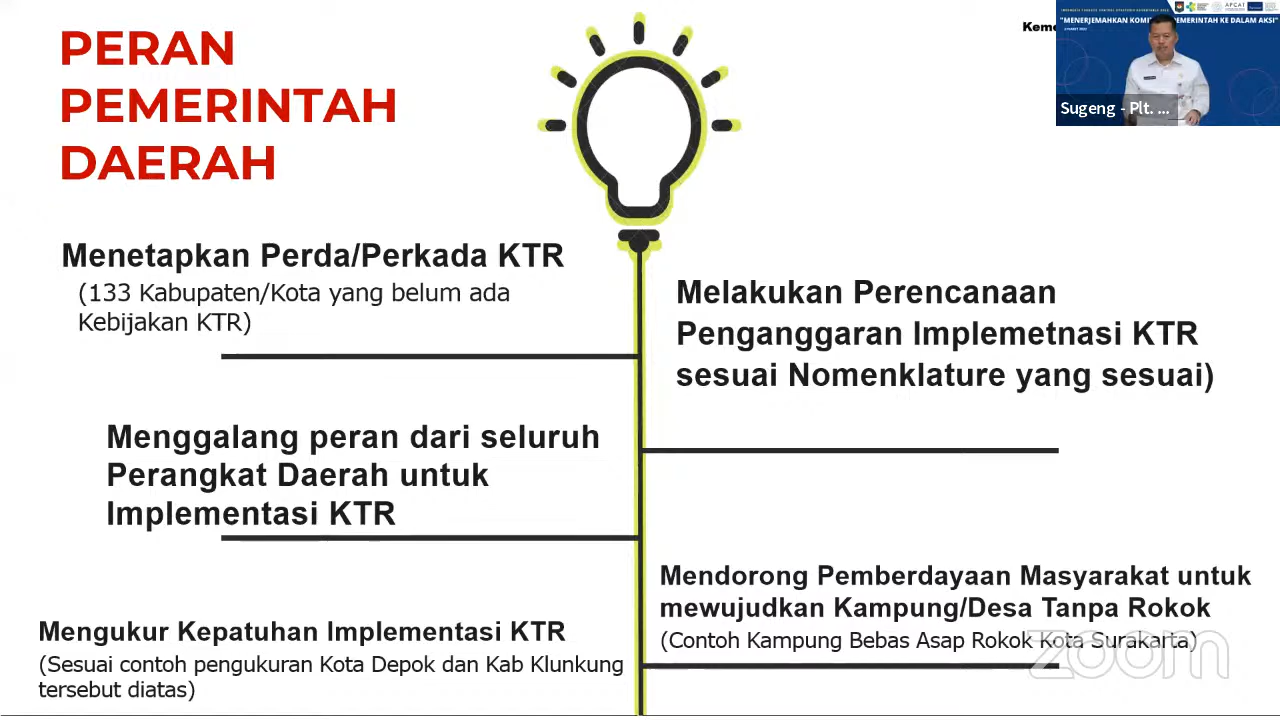 PERAN
PEMERINTAH
DAERAH
Menetapkan Perda/Perkada KTR
(133 Kabupaten/Kota yang belum ada
Kebijakan KTR)
Melakukan Perencanaan
Penganggaran Implemetnasi KTR
sesuai Nomenklature yang sesuai)
Menggalang peran dari seluruh
Perangkat Daerah untuk
Implementasi KTR
Mendorong Pemberdayaan Masyarakat untuk
mewujudkan Kampung/Desa Tanpa Rokok
(Contoh Kampung Bebas Asap Rokok Kota Surakarta)
Mengukur Kepatuhan Implementasi KTR
(Sesuai contoh pengukuran Kota Depok dan Kab Klunkung
tersebut diatas)
Keme
APCAT
"MENERJEMAHKAN KOMI PEMERINTAH KE DALAM AKSI"
Sugeng - Plt. ...
zoom